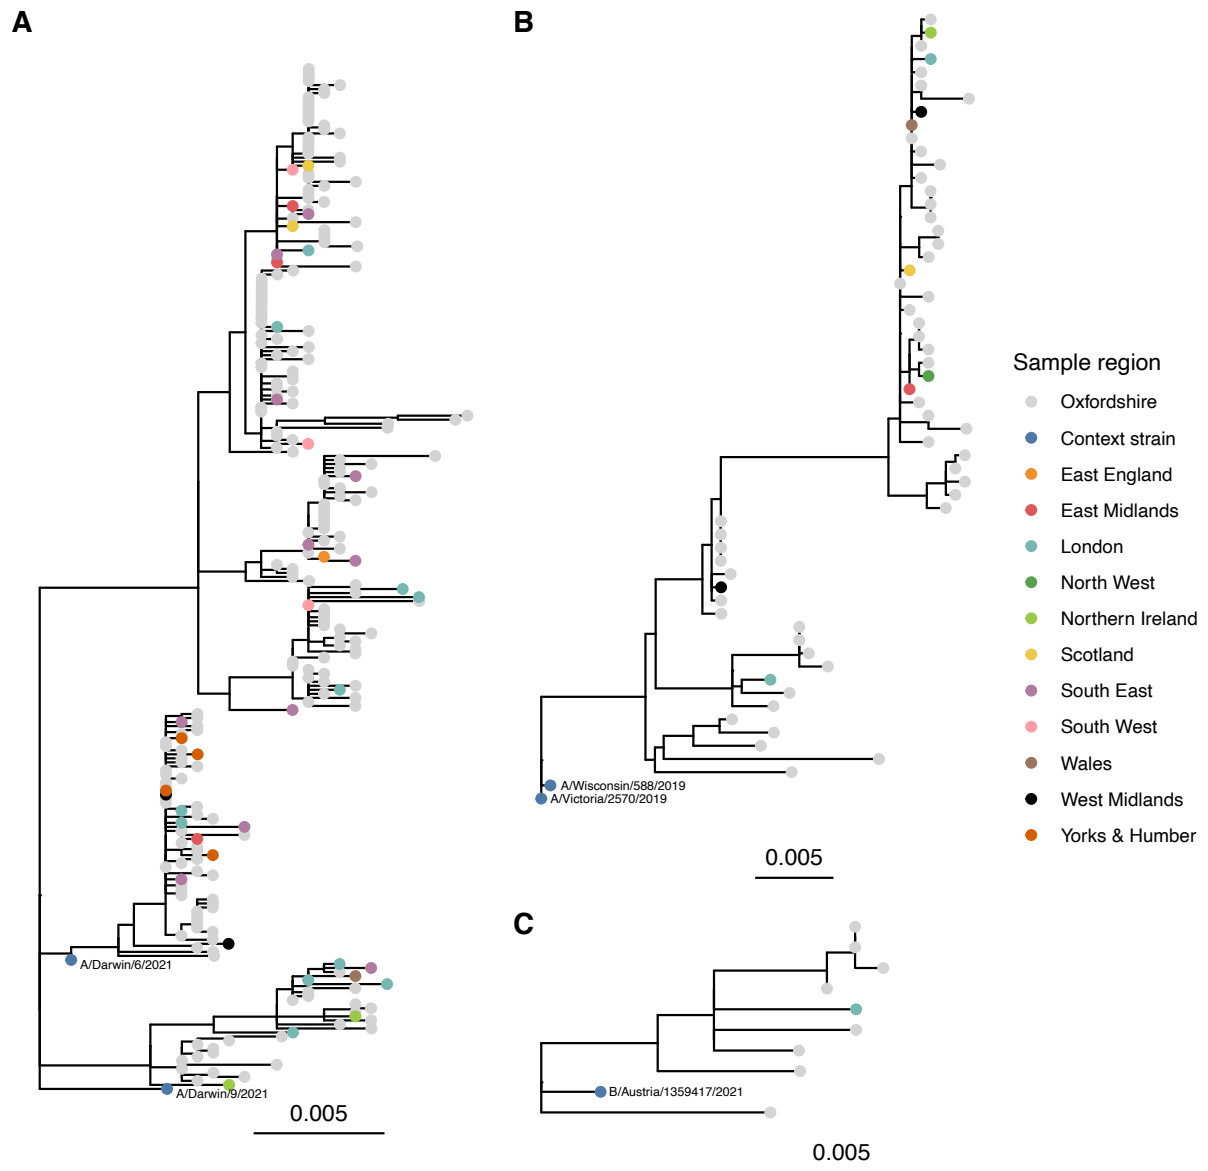 A
B
A/Wisconsin/588/2019
A/Victoria/2570/2019
0.005
Sample region
Oxfordshire
Context strain
East England
East Midlands
London
North West
Northern Ireland
Scotland
South East
South West
Wales
West Midlands
Yorks & Humber
A/Darwin/6/2021
A/Darwin/9/2021
0.005
C
B/Austria/1359417/2021
0.005